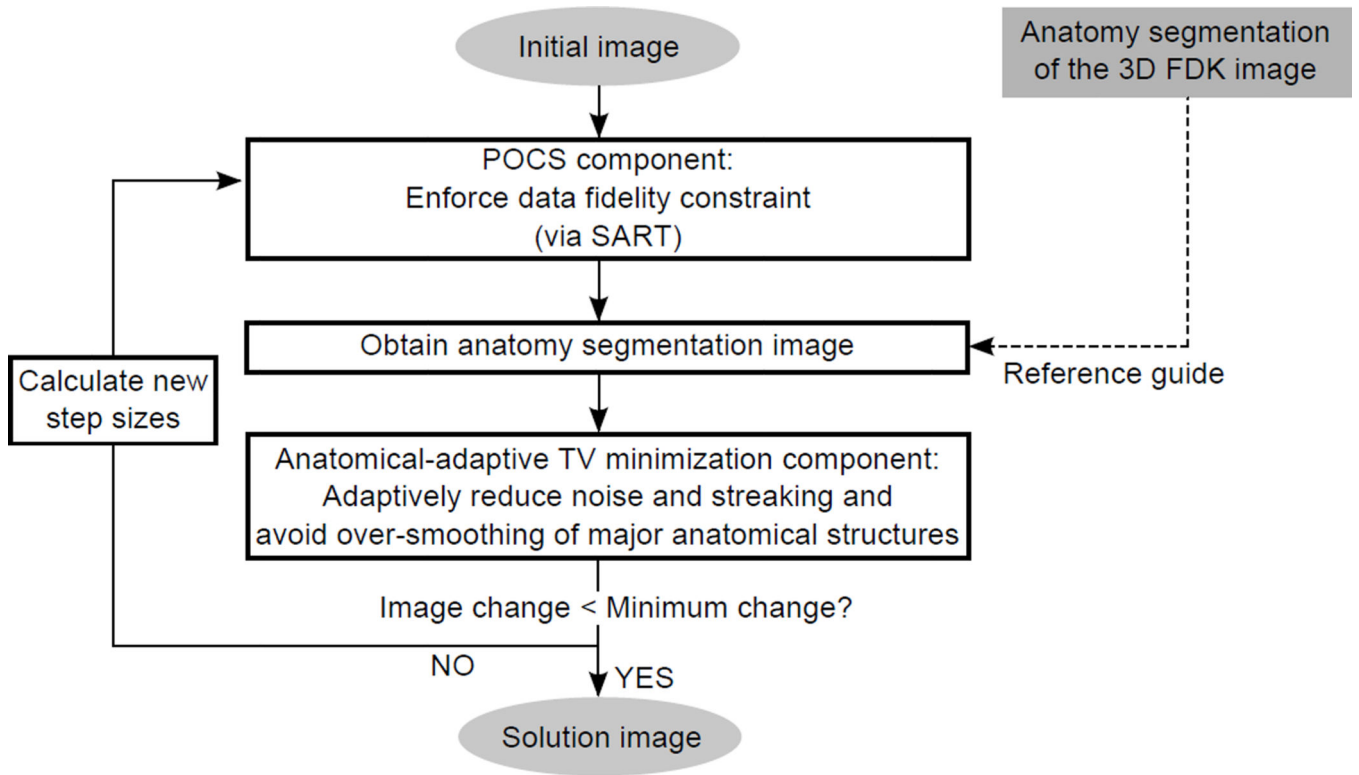 Initial image
Anatomy segmentation
of the 3D FDK image
POCS component:
Enforce data fidelity constraint
(via SART)
Obtain anatomy segmentation image
Reference guide
Calculate new
step sizes
Anatomical-adaptive TV minimization component:
Adaptively reduce noise and streaking and
avoid over-smoothing of major anatomical structures
Image change < Minimum change?
NO
YES
Solution image